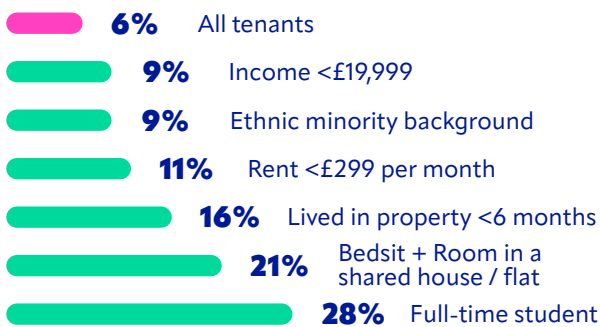 6% All tenants
9% Income <£19,999
9% Ethnic minority background
11% Rent <£299 per month
16% Lived in property <6 months
21% Bedsit + Room in a
shared house / flat
28% Full-time student